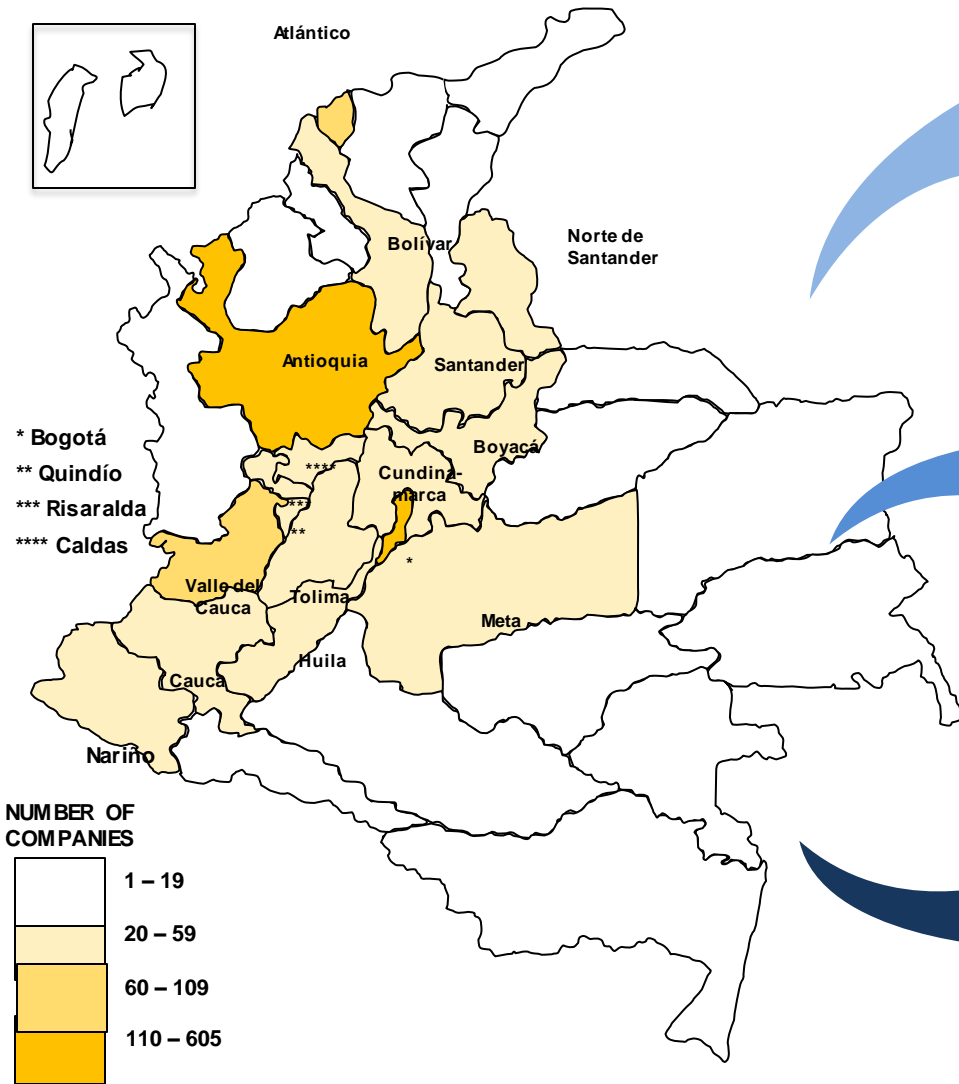 Atlántico
Bolívar
Norte de
Santander
Antioquia
Santander
* Bogotá
** Quindío
*** Risaralda
**** Caldas
Boyacá
****
Cundina-
marca
***
**
*
Valle del
Cauca
Tolima
Meta
Huila
Cauca
Nariño
NUMBER OF
COMPANIES
1 – 19
20 – 59
60 – 109
110 – 605